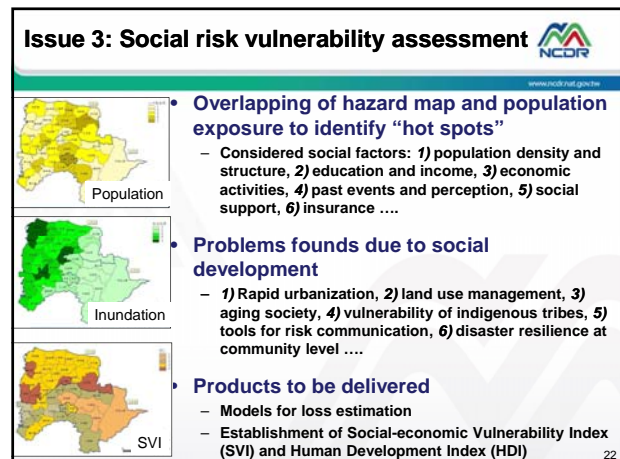 Issue 3: Social risk vulnerability assessment
NCDR
www.ncdr.nat.gov.tw
• Overlapping of hazard map and population
exposure to identify “hot spots”
– Considered social factors: 1) population density and
structure, 2) education and income, 3) economic
activities, 4) past events and perception, 5) social
support, 6) insurance ….
Population
• Problems founds due to social
development
– 1) Rapid urbanization, 2) land use management, 3)
aging society, 4) vulnerability of indigenous tribes, 5)
tools for risk communication, 6) disaster resilience at
community level ….
Inundation
• Products to be delivered
– Models for loss estimation
– Establishment of Social-economic Vulnerability Index
(SVI) and Human Development Index (HDI)
SVI
22